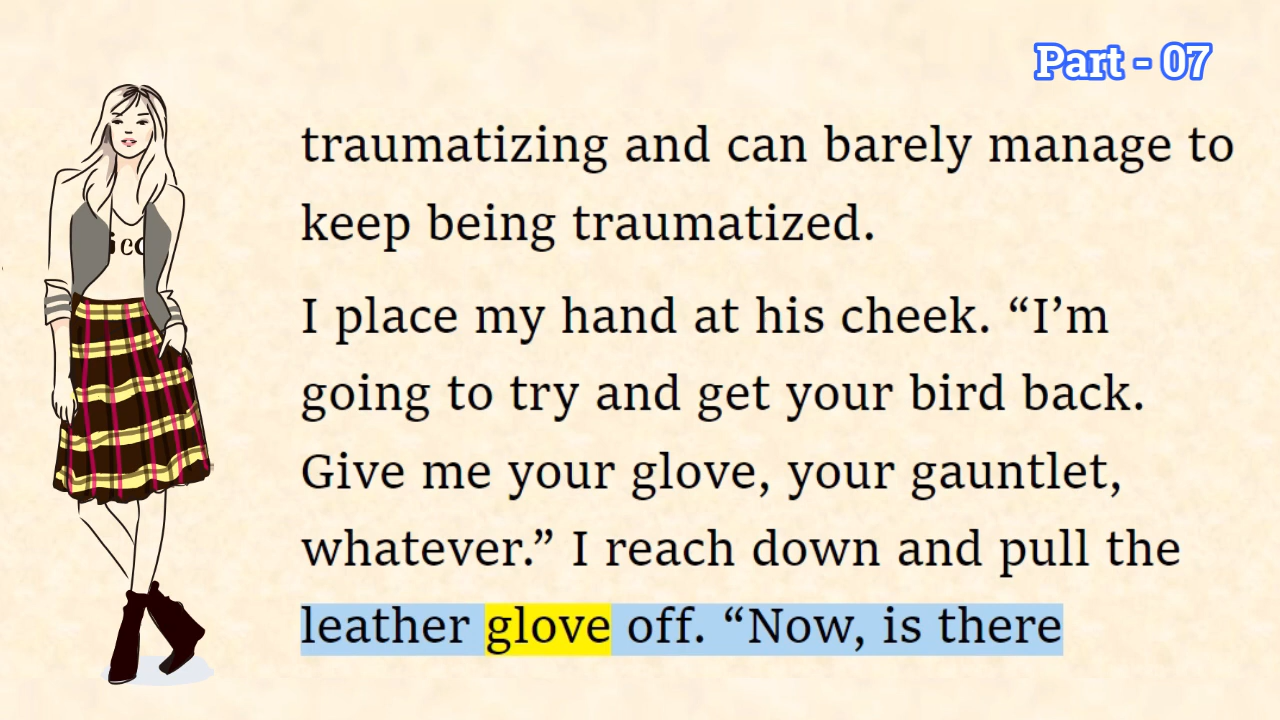 Part - 07
traumatizing and can barely manage to
keep being traumatized.
I place my hand at his cheek. “I’m
going to try and get your bird back.
Give me your glove, your gauntlet,
whatever.” I reach down and pull the
leather glove off. “Now, is there